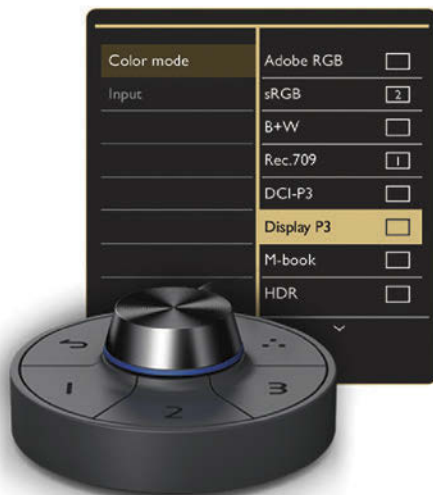 Color mode
Input
Adobe RGB
sRGB 2
B+W
Rec.709 1
DCI-P3
Display P3
M-book
HDR
1
2
3